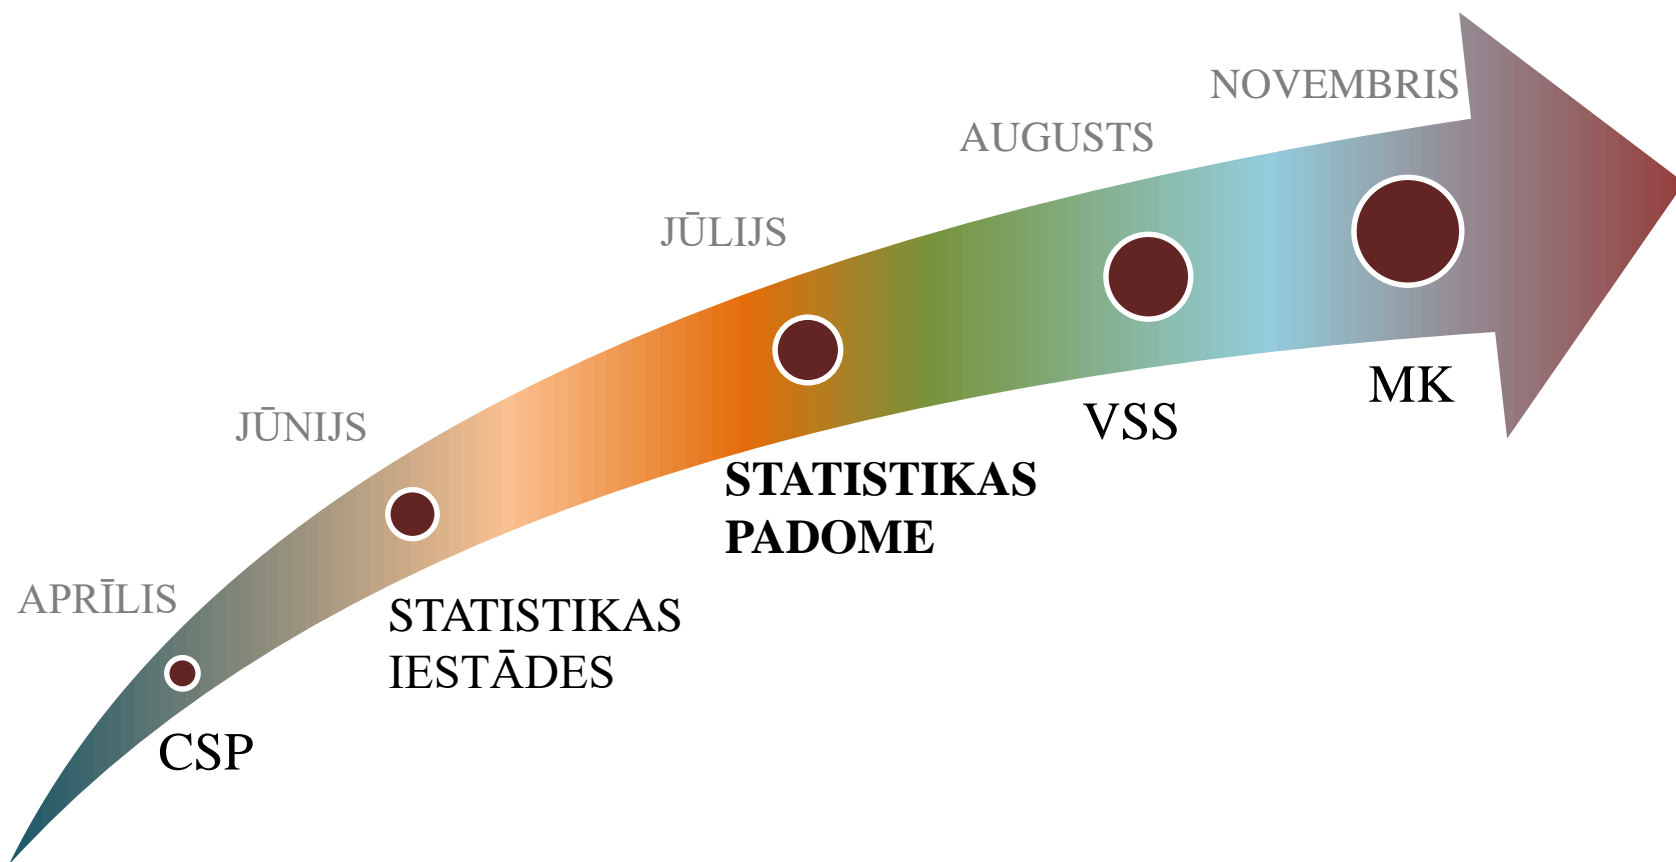 APRĪLIS
CSP
JŪNIJS
STATISTIKAS
IESTĀDES
JŪLIJS
STATISTIKAS
PADOME
AUGUSTS
VSS
NOVEMBRIS
MK